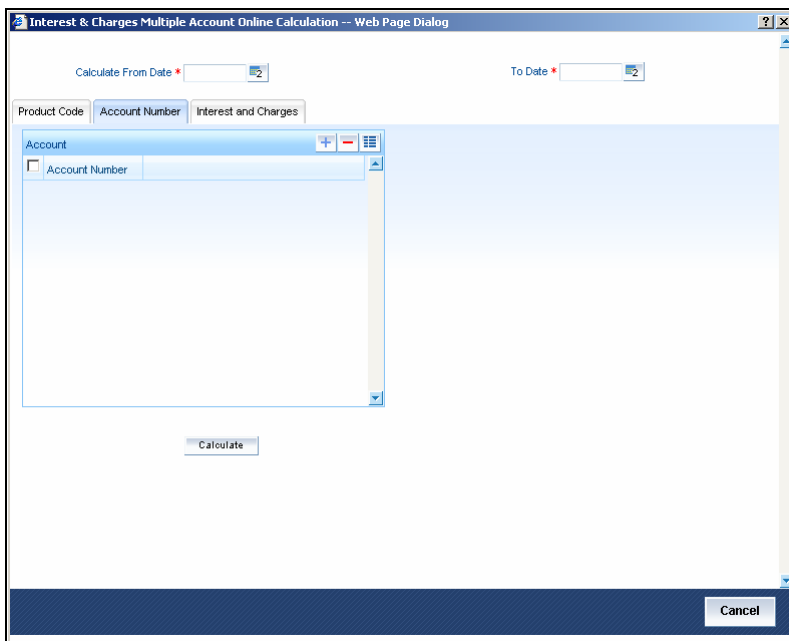 Interest & Charges Multiple Account Online Calculation -- Web Page Dialog
Calculate From Date *
To Date *
Product Code Account Number Interest and Charges
Account
Account Number
Calculate
Cancel